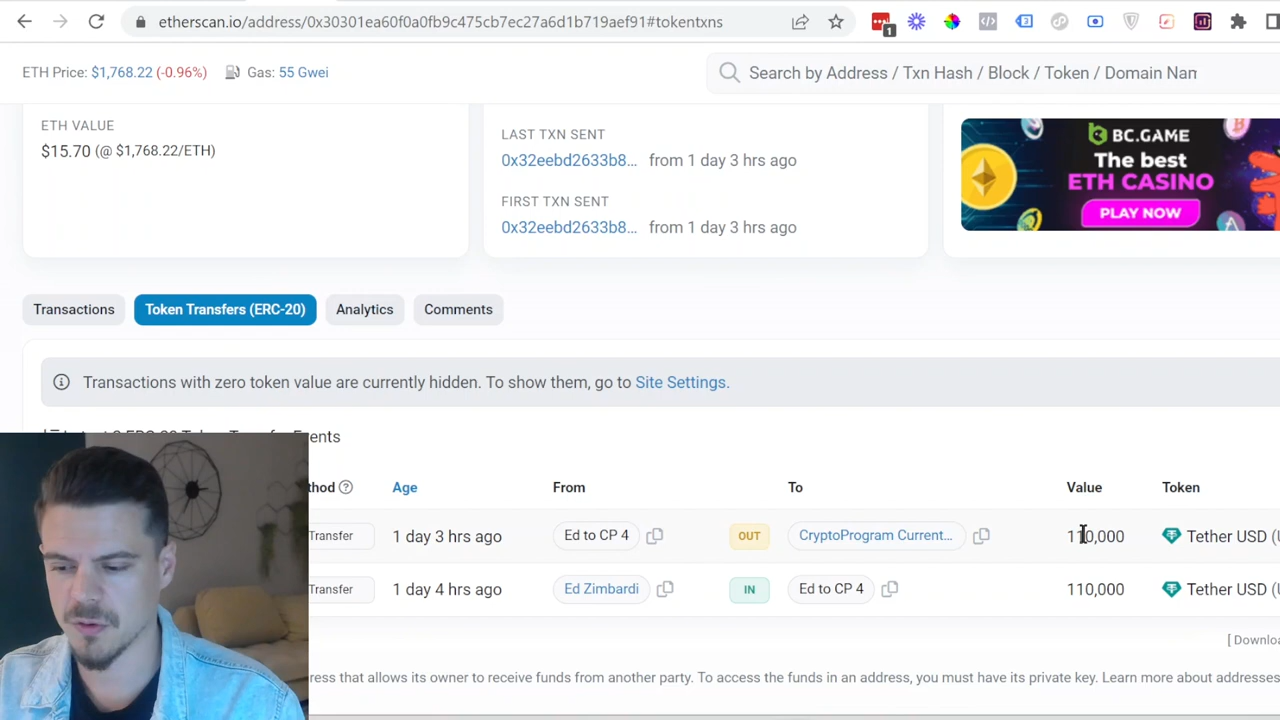 etherscan.io/address/0x30301ea60f0a0fb9c475cb7ec27a6d1b719aef91#tokentxns
1
ETH Price: $1,768.22 (-0.96%) Gas: 55 Gwei
Search by Address / Txn Hash / Block / Token / Domain Nam
ETH VALUE
$15.70 (@ $1,768.22/ETH)
LAST TXN SENT
0x32eebd2633b8... from 1 day 3 hrs ago
FIRST TXN SENT
0x32eebd2633b8... from 1 day 3 hrs ago
BC.GAME
The best
ETH CASINO
PLAY NOW
Transactions Token Transfers (ERC-20) Analytics Comments
Transactions with zero token value are currently hidden. To show them, go to Site Settings.
ERC-20 Token Transfer Events
thod Age From To Value Token
Transfer 1 day 3 hrs ago Ed to CP 4 OUT CryptoProgram Current... 110,000 Tether USD (U
Transfer 1 day 4 hrs ago Ed Zimbardi IN Ed to CP 4 110,000 Tether USD (U
[ Downloa
ress that allows its owner to receive funds from another party. To access the funds in an address, you must have its private key. Learn more about addresses